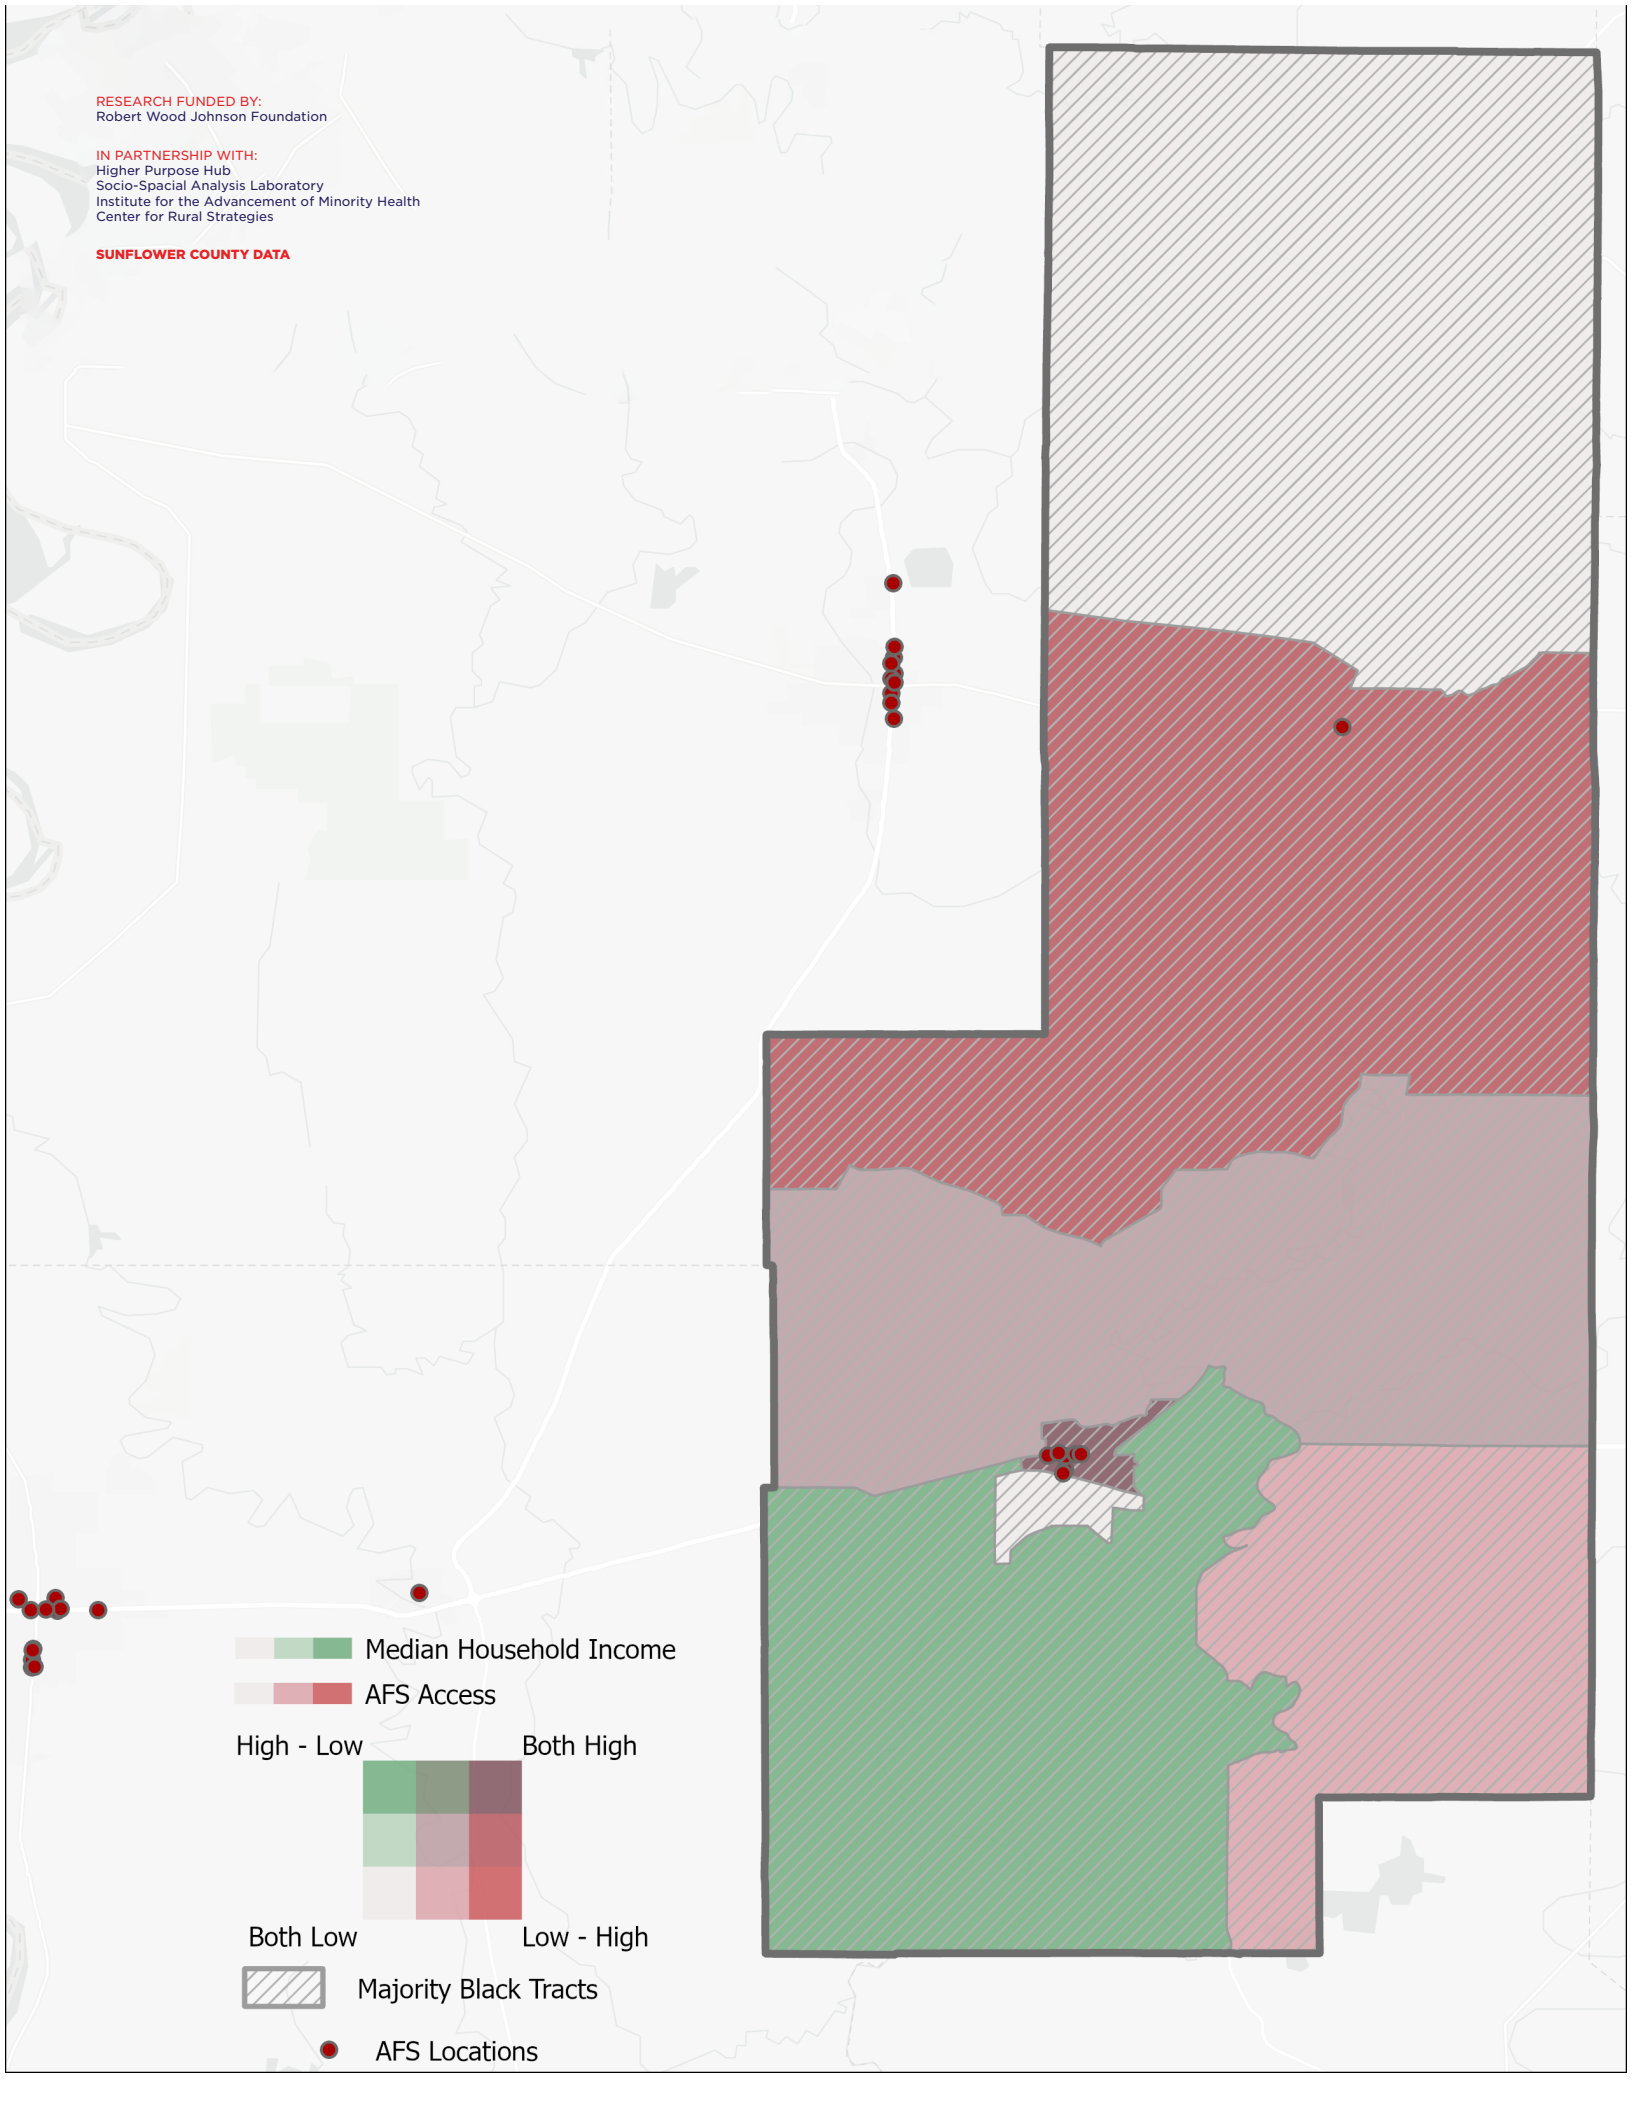 RESEARCH FUNDED BY:
Robert Wood Johnson Foundation
IN PARTNERSHIP WITH:
Higher Purpose Hub
Socio-Spacial Analysis Laboratory
Institute for the Advancement of Minority Health
Center for Rural Strategies
SUNFLOWER COUNTY DATA
Median Household Income
AFS Access
High - Low
Both High
Both Low
Low - High
Majority Black Tracts
AFS Locations